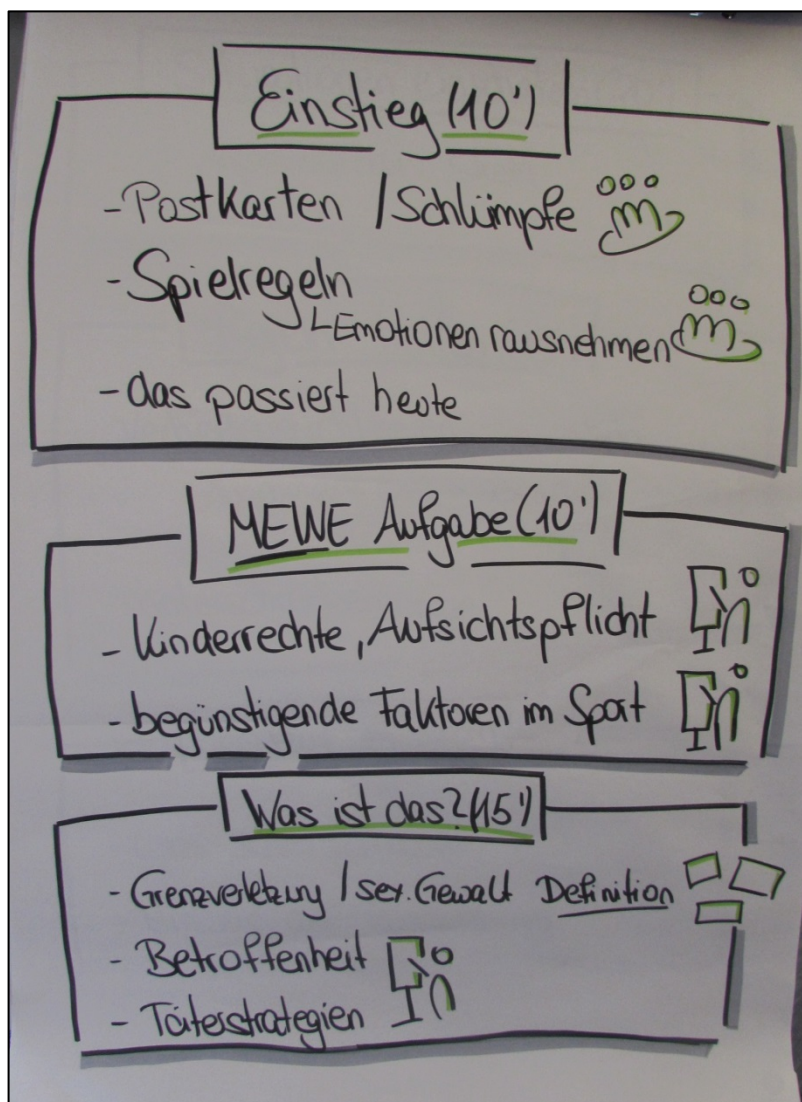 Einstieg (10')
- Postkarten / Schlümpfe
- Spielregeln
└ Emotionen rausnehmen
- das passiert heute
MEWE Aufgabe (10')
- Kinderrechte, Aufsichtspflicht
- begünstigende Faktoren im Sport
Was ist das? (15')
- Grenzverletzung / sex. Gewalt Definition
- Betroffenheit
- Täterstrategien